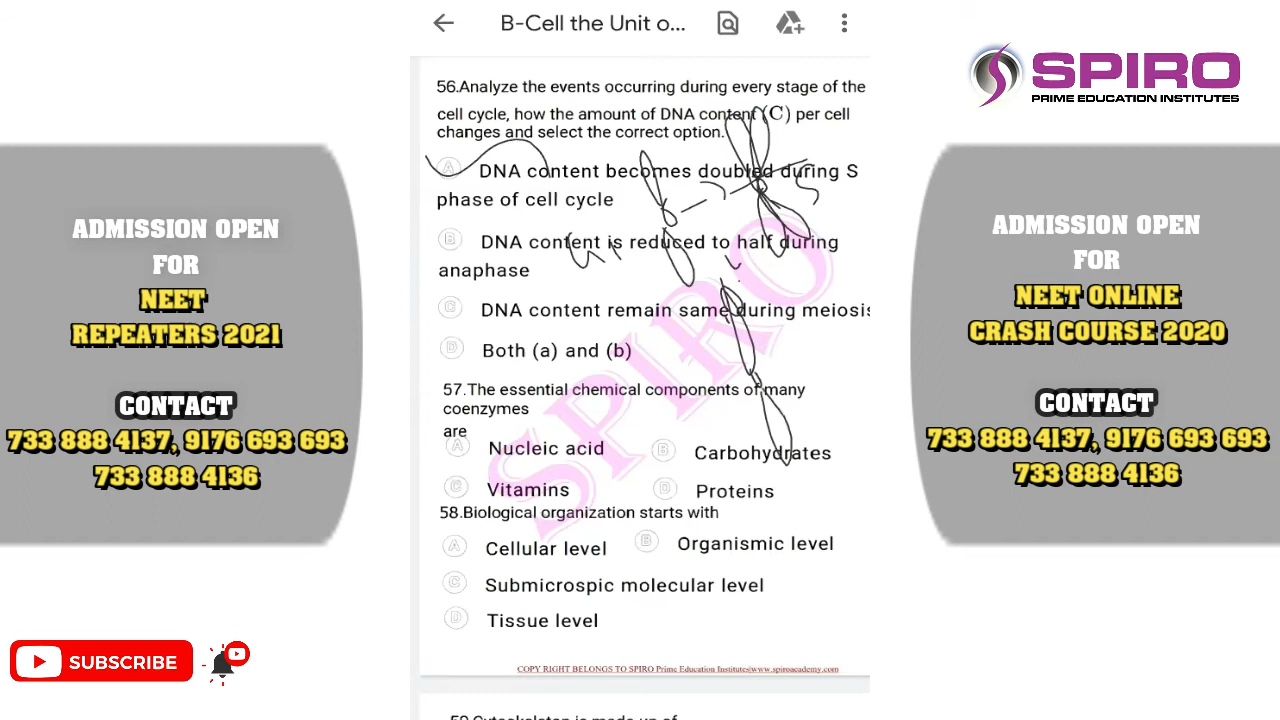 B-Cell the Unit o...
SPIRO
PRIME EDUCATION INSTITUTES
56.Analyze the events occurring during every stage of the
cell cycle, how the amount of DNA content (C) per cell
changes and select the correct option.
A DNA content becomes doubled during S
phase of cell cycle
B DNA content is reduced to half during
anaphase
C DNA content remain same during meiosis
D Both (a) and (b)
57.The essential chemical components of many
coenzymes
are
A Nucleic acid
B Carbohydrates
C Vitamins
D Proteins
58.Biological organization starts with
A Cellular level
B Organismic level
C Submicrospic molecular level
D Tissue level
COPY RIGHT BELONGS TO SPIRO Prime Education Institutes|www.spiroacademy.com
59.Cytoskeleton is made up of
SPIRO
ADMISSION OPEN
FOR
NEET
REPEATERS 2021
CONTACT
733 888 4137, 9176 693 693
733 888 4136
ADMISSION OPEN
FOR
NEET ONLINE
CRASH COURSE 2020
CONTACT
733 888 4137, 9176 693 693
733 888 4136
SUBSCRIBE